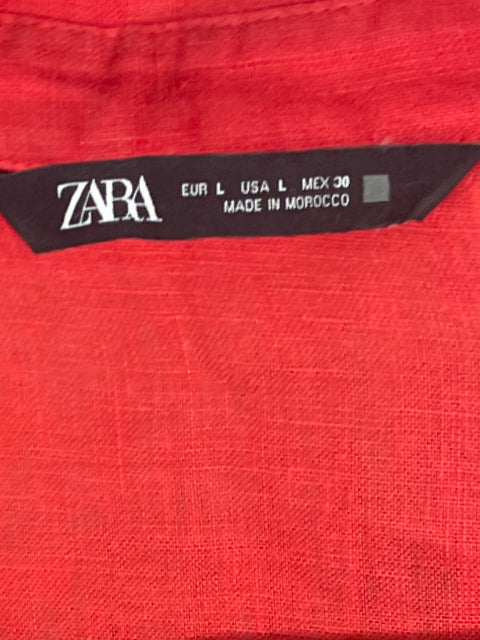 ZARA
EUR L USA L MEX 30
MADE IN MOROCCO